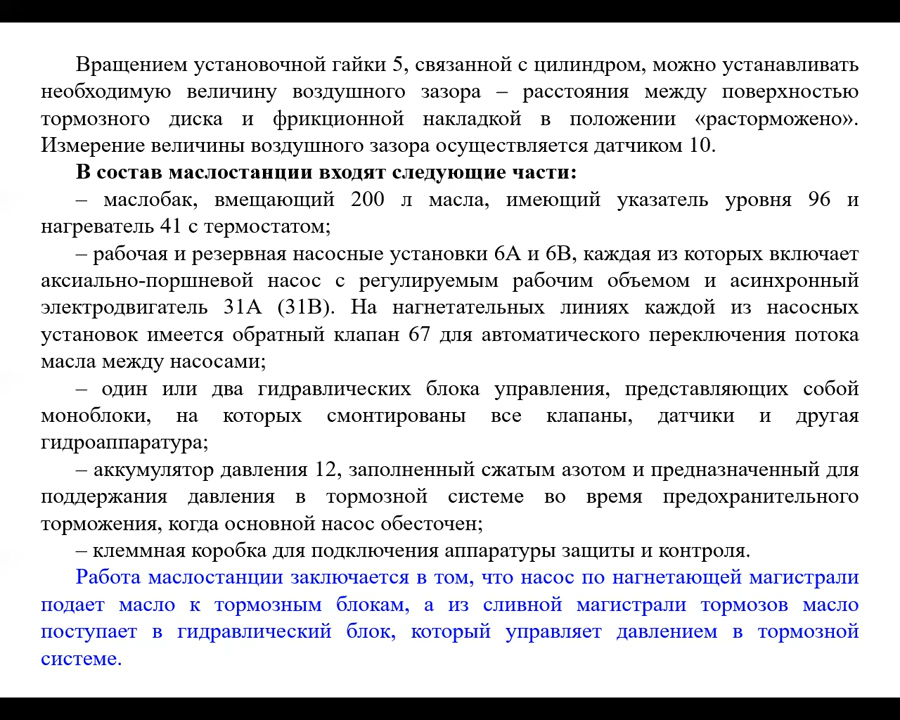 Вращением установочной гайки 5, связанной с цилиндром, можно устанавливать
необходимую величину воздушного зазора – расстояния между поверхностью
тормозного диска и фрикционной накладкой в положении «расторможено».
Измерение величины воздушного зазора осуществляется датчиком 10.
В состав маслостанции входят следующие части:
– маслобак, вмещающий 200 л масла, имеющий указатель уровня 96 и
нагреватель 41 с термостатом;
– рабочая и резервная насосные установки 6А и 6В, каждая из которых включает
аксиально-поршневой насос с регулируемым рабочим объемом и асинхронный
электродвигатель 31А (31В). На нагнетательных линиях каждой из насосных
установок имеется обратный клапан 67 для автоматического переключения потока
масла между насосами;
– один или два гидравлических блока управления, представляющих собой
моноблоки, на которых смонтированы все клапаны, датчики и другая
гидроаппаратура;
– аккумулятор давления 12, заполненный сжатым азотом и предназначенный для
поддержания давления в тормозной системе во время предохранительного
торможения, когда основной насос обесточен;
– клеммная коробка для подключения аппаратуры защиты и контроля.
Работа маслостанции заключается в том, что насос по нагнетающей магистрали
подает масло к тормозным блокам, а из сливной магистрали тормозов масло
поступает в гидравлический блок, который управляет давлением в тормозной
системе.